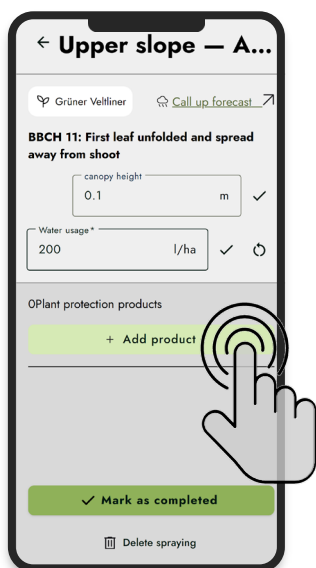 Upper slope — A...
Grüner Veltliner
Call up forecast
BBCH 11: First leaf unfolded and spread
away from shoot
canopy height
0.1 m
Water usage*
200 l/ha
0Plant protection products
+ Add product
Mark as completed
Delete spraying